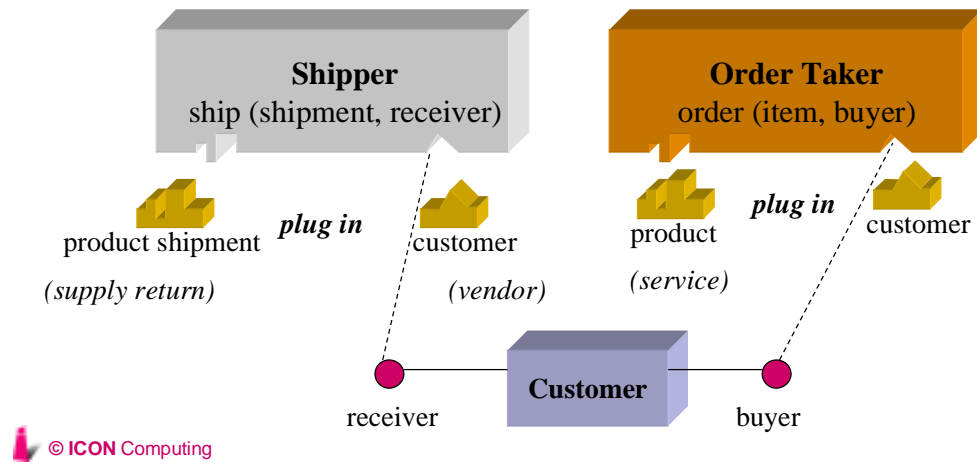 Shipper
ship (shipment, receiver)
Order Taker
order (item, buyer)
product shipment
plug in
customer
(supply return)
(vendor)
product
plug in
customer
(service)
Customer
receiver
buyer
© ICON Computing